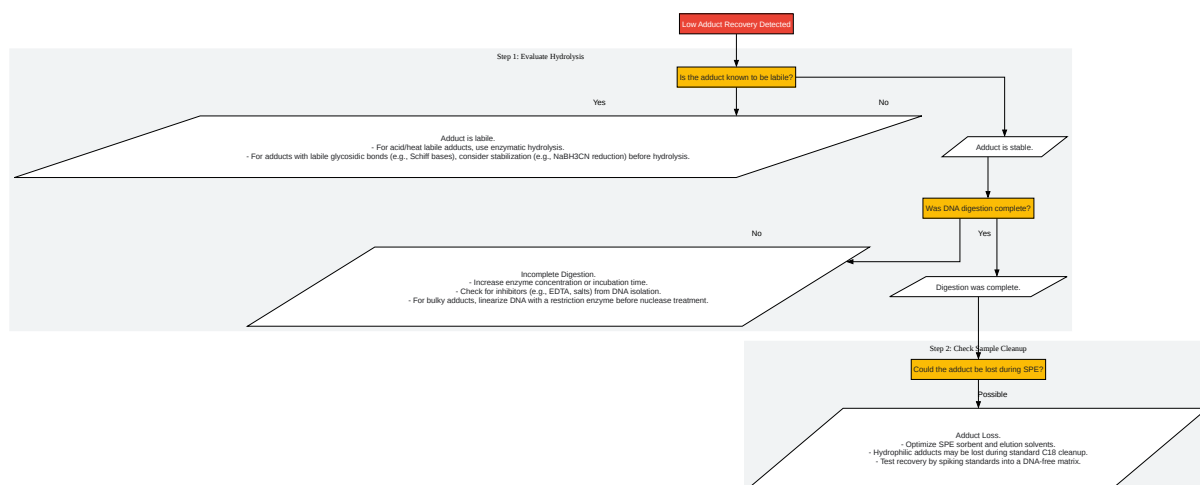 Low Adduct Recovery Detected
Step 1: Evaluate Hydrolysis
Is the adduct known to be labile?
Yes
No
Adduct is labile.
- For acid/heat labile adducts, use enzymatic hydrolysis.
- For adducts with labile glycosidic bonds (e.g., Schiff bases), consider stabilization (e.g., NaBH3CN reduction) before hydrolysis.
Adduct is stable.
Was DNA digestion complete?
No
Yes
Incomplete Digestion.
- Increase enzyme concentration or incubation time.
- Check for inhibitors (e.g., EDTA, salts) from DNA isolation.
- For bulky adducts, linearize DNA with a restriction enzyme before nuclease treatment.
Digestion was complete.
Step 2: Check Sample Cleanup
Could the adduct be lost during SPE?
Possible
Adduct Loss.
- Optimize SPE sorbent and elution solvents.
- Hydrophilic adducts may be lost during standard C18 cleanup.
- Test recovery by spiking standards into a DNA-free matrix.